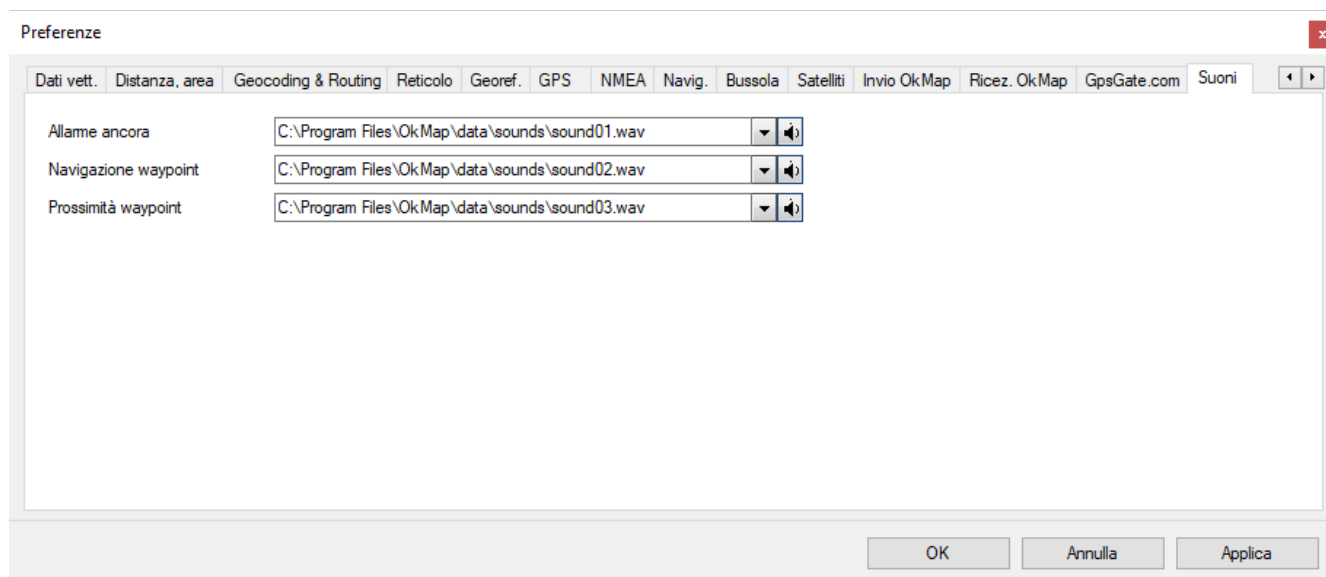 Preferenze
x
Dati vett. Distanza, area Geocoding & Routing Reticolo Georef. GPS NMEA Navig. Bussola Satelliti Invio OkMap Ricez. OkMap GpsGate.com Suoni
Allarme ancora C:\Program Files\OkMap\data\sounds\sound01.wav
Navigazione waypoint C:\Program Files\OkMap\data\sounds\sound02.wav
Prossimità waypoint C:\Program Files\OkMap\data\sounds\sound03.wav
OK Annulla Applica